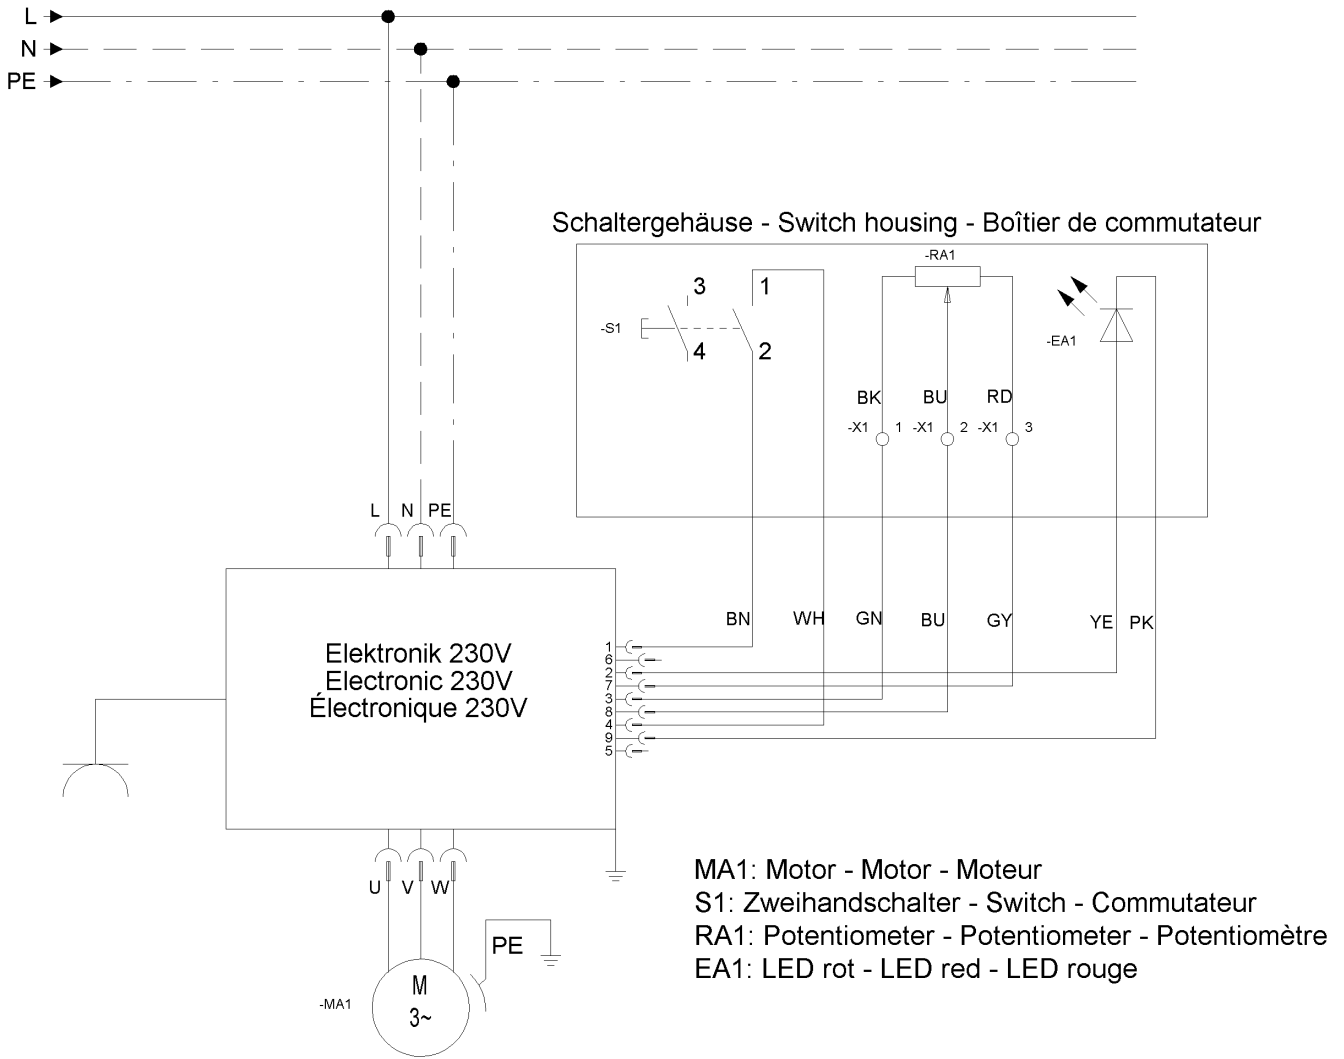 L
N
PE
Schaltergehäuse - Switch housing - Boîtier de commutateur
-RA1
3
1
-S1
-EA1
4
2
BK
BU
RD
-X1
1
-X1
2
-X1
3
L
N
PE
BN
WH
GN
BU
GY
YE
PK
Elektronik 230V
Electronic 230V
Électronique 230V
1
6
2
7
3
8
4
9
5
U
V
W
PE
M
3~
-MA1
MA1: Motor - Motor - Moteur
S1: Zweihandschalter - Switch - Commutateur
RA1: Potentiometer - Potentiometer - Potentiomètre
EA1: LED rot - LED red - LED rouge